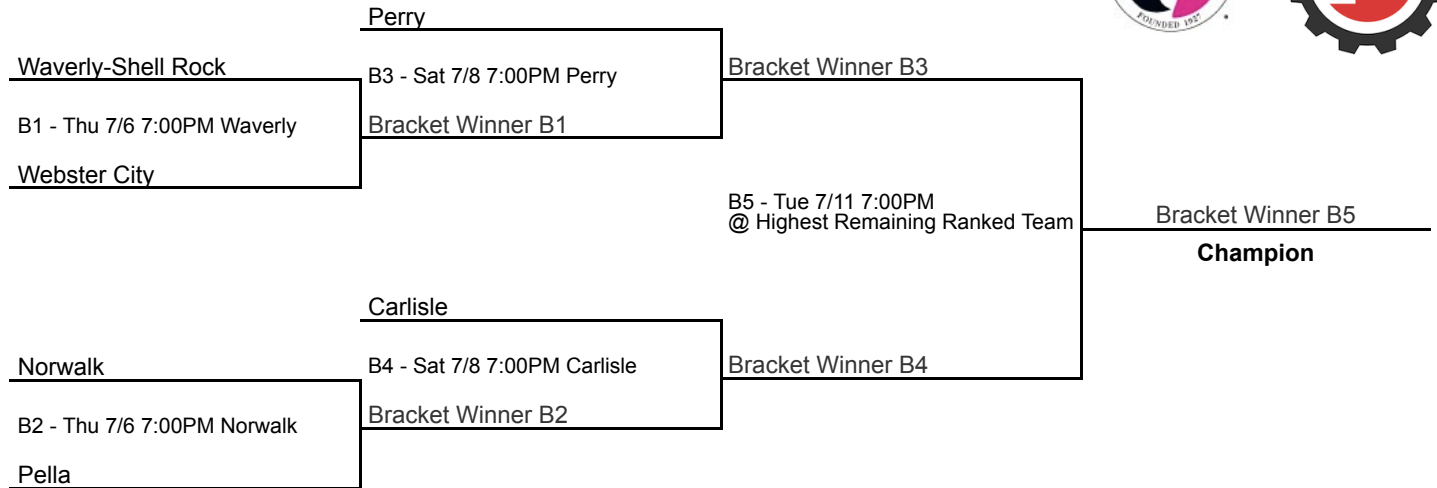 FOUNDED 1927
Perry
Waverly-Shell Rock
B3 - Sat 7/8 7:00PM Perry
Bracket Winner B3
B1 - Thu 7/6 7:00PM Waverly
Bracket Winner B1
Webster City
B5 - Tue 7/11 7:00PM
@ Highest Remaining Ranked Team
Bracket Winner B5
Champion
Carlisle
Norwalk
B4 - Sat 7/8 7:00PM Carlisle
Bracket Winner B4
B2 - Thu 7/6 7:00PM Norwalk
Bracket Winner B2
Pella